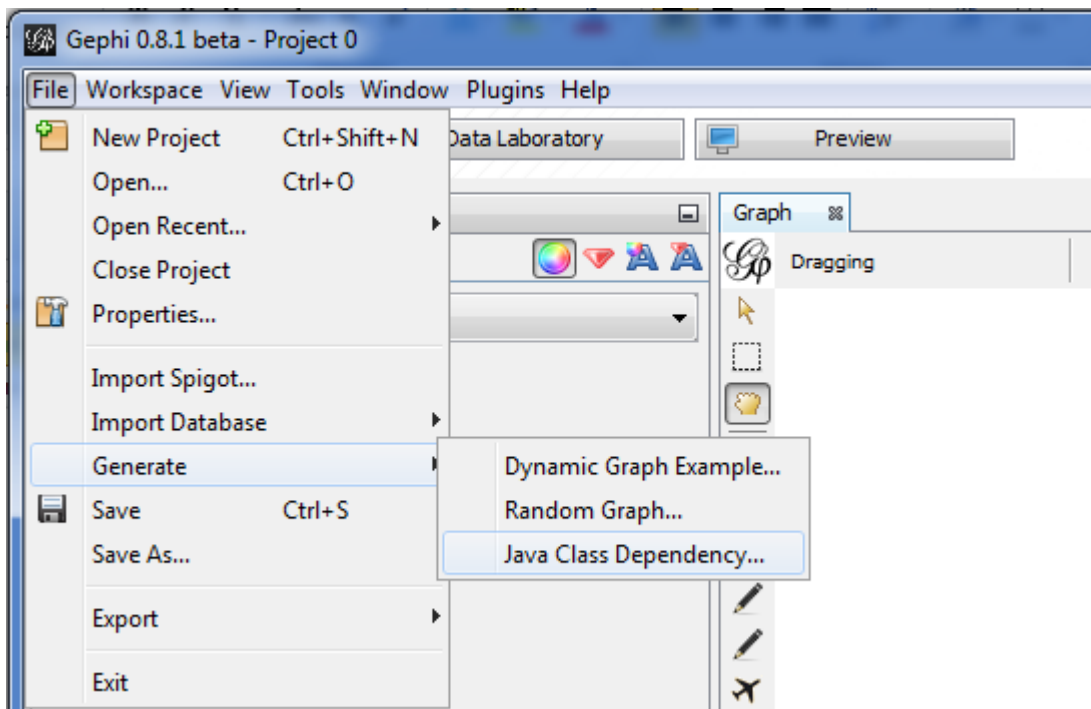 Gephi 0.8.1 beta - Project 0
File Workspace View Tools Window Plugins Help
New Project Ctrl+Shift+N
Data Laboratory
Preview
Open... Ctrl+O
Open Recent...
Graph
Close Project
Dragging
Properties...
Import Spigot...
Import Database
Generate
Dynamic Graph Example...
Save Ctrl+S
Random Graph...
Save As...
Java Class Dependency...
Export
Exit